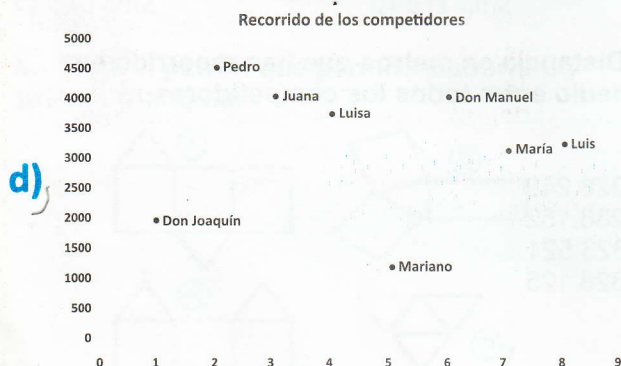 Recorrido de los competidores
5000
4500
Pedro
4000
Juana
Don Manuel
3500
Luisa
3000
María
Luis
d)
2500
2000
Don Joaquín
1500
1000
Mariano
500
0
0 1 2 3 4 5 6 7 8 9